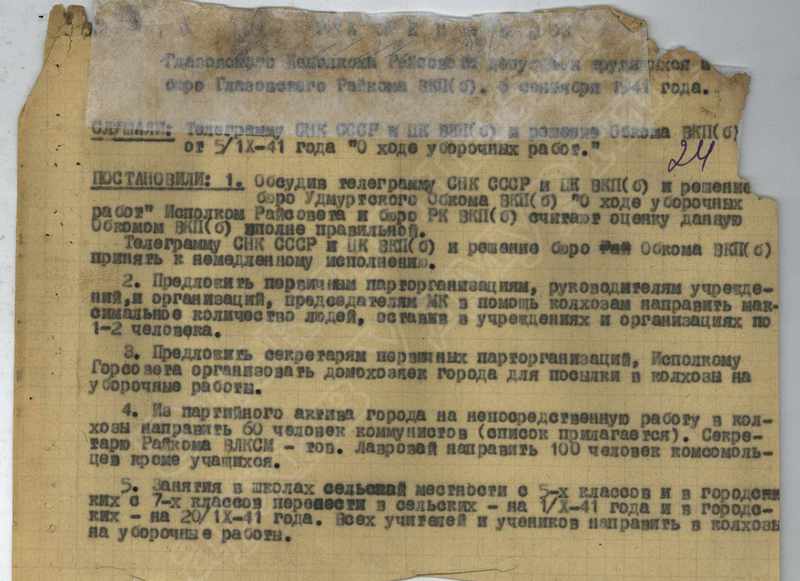 Глазовского Исполкома Райсовета депутатов трудящихся и
бюро Глазовского Райкома ВКП(б). 6 сентября 1941 года.
СЛУШАЛИ: Телеграмму СНК СССР и ЦК ВКП(б) и решение Обкома ВКП(б)
от 5/IX-41 года "О ходе уборочных работ."
24
ПОСТАНОВИЛИ: 1. Обсудив телеграмму СНК СССР и ЦК ВКП(б) и решение
бюро Удмуртского Обкома ВКП(б) "О ходе уборочных
работ" Исполком Райсовета и бюро РК ВКП(б) считают оценку данную
Обкомом ВКП(б) вполне правильной.
Телеграмму СНК СССР и ЦК ВКП(б) и решение бюро Обкома ВКП(б)
принять к немедленному исполнению.
2. Предложить первичным парторганизациям, руководителям учрежде-
ний,и организаций, председателям МК в помощь колхозам направить мак-
симальное количество людей, оставив в учреждениях и организациях по
1-2 человека.
3. Предложить секретарям первичных парторганизаций, Исполкому
Горсовета организовать домохозяек города для посылки в колхозы на
уборочные работы.
4. Из партийного актива города на непосредственную работу в кол-
хозы направить 60 человек коммунистов (список прилагается). Секре-
тарю Райкома ВЛКСМ - тов. Лавровой направить 100 человек комсомоль-
цев кроме учащихся.
5. Занятия в школах сельской местности с 5-х классов и в городски
ких с 7-х классов перенести в сельских - на 1/X-41 года и в городс-
ких - на 20/IX-41 года. Всех учителей и учеников направить в колхозы
на уборочные работы.